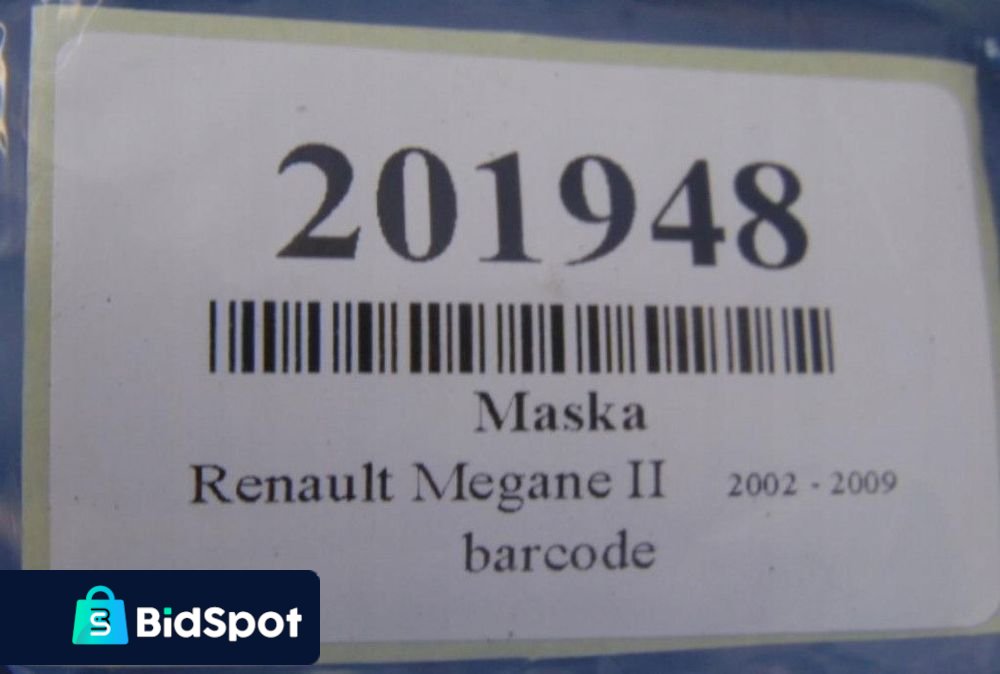 201948
Maska
Renault Megane II 2002 - 2009
barcode
BidSpot